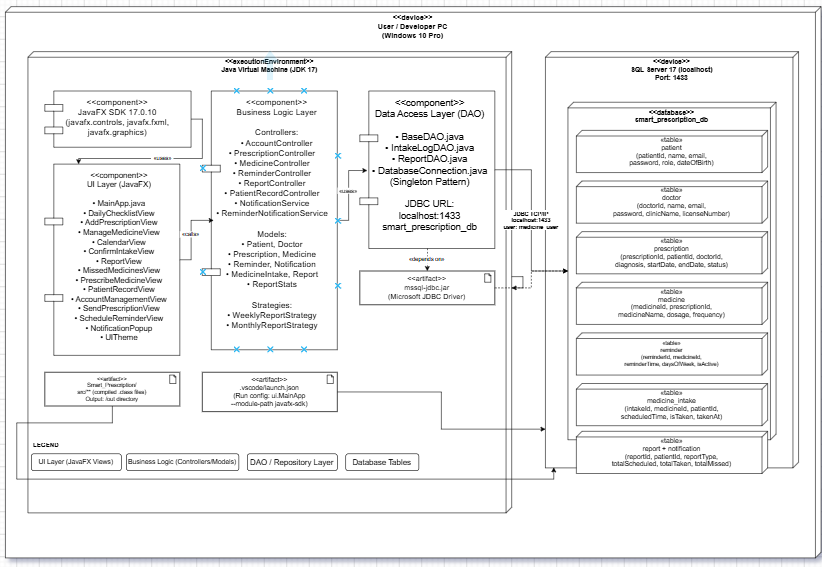 <<device>>
User / Developer PC
(Windows 10 Pro)
<<executionEnvironment>>
Java Virtual Machine (JDK 17)
<<component>>
JavaFX SDK 17.0.10
(javafx.controls, javafx.fxml,
javafx.graphics)
«uses»
<<component>>
UI Layer (JavaFX)
• MainApp.java
• DailyChecklistView
• AddPrescriptionView
• ManageMedicineView
• CalendarView
• ConfirmIntakeView
• ReportView
• MissedMedicinesView
• PrescribeMedicineView
• PatientRecordView
• AccountManagementView
• SendPrescriptionView
• ScheduleReminderView
• NotificationPopup
• UITheme
«calls»
<<component>>
Business Logic Layer
Controllers:
• AccountController
• PrescriptionController
• MedicineController
• ReminderController
• ReportController
• PatientRecordController
• NotificationService
• ReminderNotificationService
Models:
• Patient, Doctor
• Prescription, Medicine
• Reminder, Notification
• MedicineIntake, Report
• ReportStats
Strategies:
• WeeklyReportStrategy
• MonthlyReportStrategy
«uses»
<<component>>
Data Access Layer (DAO)
• BaseDAO.java
• IntakeLogDAO.java
• ReportDAO.java
• DatabaseConnection.java
(Singleton Pattern)
JDBC URL:
localhost:1433
smart_prescription_db
«depends on»
<<artifact>>
mssql-jdbc.jar
(Microsoft JDBC Driver)
JDBC TCP/IP
localhost:1433
user: medicine_user
<<artifact>>
Smart_Prescription/
src/** (compiled .class files)
Output: /out directory
<<artifact>>
.vscode/launch.json
(Run config: ui.MainApp
--module-path javafx-sdk)
LEGEND
UI Layer (JavaFX Views)
Business Logic (Controllers/Models)
DAO / Repository Layer
Database Tables
<<device>>
SQL Server 17 (localhost)
Port: 1433
<<database>>
smart_prescription_db
«table»
patient
(patientId, name, email,
password, role, dateOfBirth)
«table»
doctor
(doctorId, name, email,
password, clinicName, licenseNumber)
«table»
prescription
(prescriptionId, patientId, doctorId,
diagnosis, startDate, endDate, status)
«table»
medicine
(medicineId, prescriptionId,
medicineName, dosage, frequency)
«table»
reminder
(reminderId, medicineId,
reminderTime, daysOfWeek, isActive)
«table»
medicine_intake
(intakeId, medicineId, patientId,
scheduledTime, isTaken, takenAt)
«table»
report + notification
(reportId, patientId, reportType,
totalScheduled, totalTaken, totalMissed)